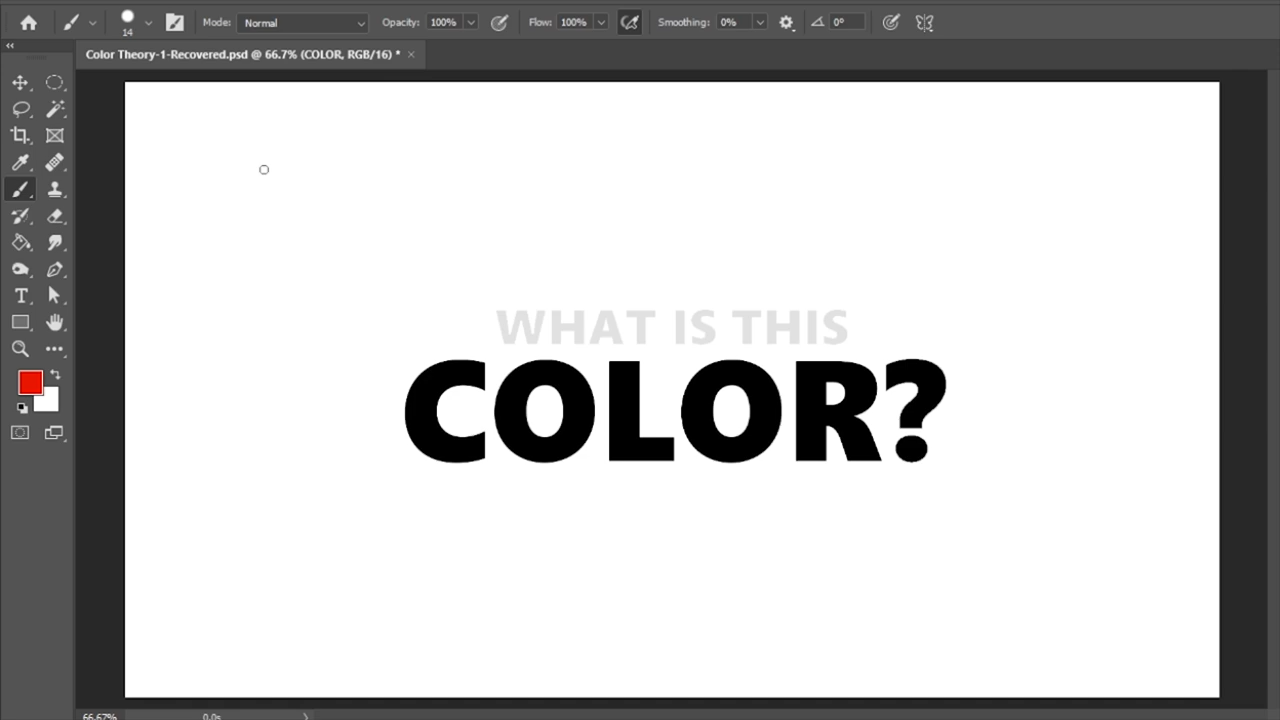 Mode: Normal Opacity: 100% Flow: 100% Smoothing: 0% 0°
14
Color Theory-1-Recovered.psd @ 66.7% (COLOR, RGB/16) *
WHAT IS THIS
COLOR?
66.67% 0.0s